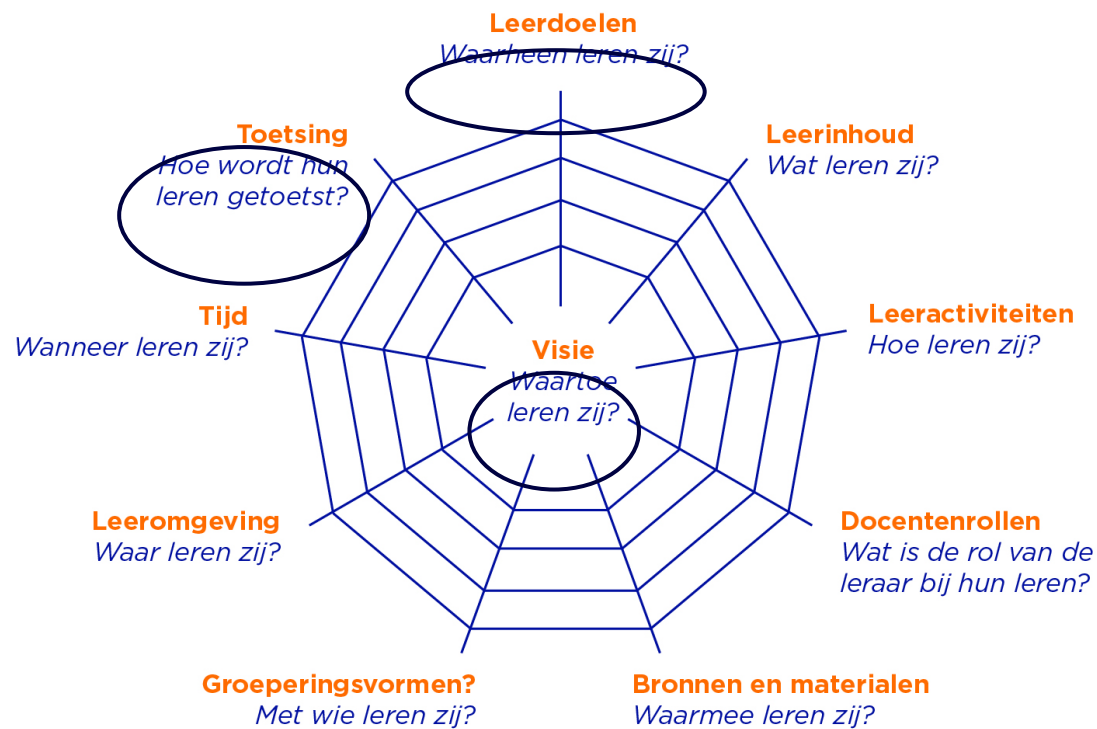 Leerdoelen
Waarheen leren zij?
Toetsing
Hoe wordt hun
leren getoetst?
Leerinhoud
Wat leren zij?
Tijd
Wanneer leren zij?
Leeractiviteiten
Hoe leren zij?
Visie
Waartoe
leren zij?
Leeromgeving
Waar leren zij?
Docentenrollen
Wat is de rol van de
leraar bij hun leren?
Groeperingsvormen?
Met wie leren zij?
Bronnen en materialen
Waarmee leren zij?